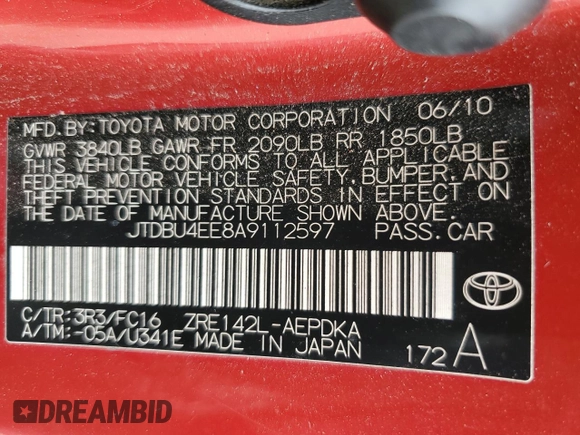 MFD.BY:TOYOTA MOTOR CORPORATION 06/10
GVWR 3840LB GAWR FR 2090LB RR 1850LB
THIS VEHICLE CONFORMS TO ALL APPLICABLE
FEDERAL MOTOR VEHICLE SAFETY, BUMPER, AND
THEFT PREVENTION STANDARDS IN EFFECT ON
THE DATE OF MANUFACTURE SHOWN ABOVE.
JTDBU4EE8A9112597 PASS.CAR
C/TR:3R3/FC16 ZRE142L-AEPDKA
A/TM:-05A/U341E MADE IN JAPAN 172A
DREAMBID